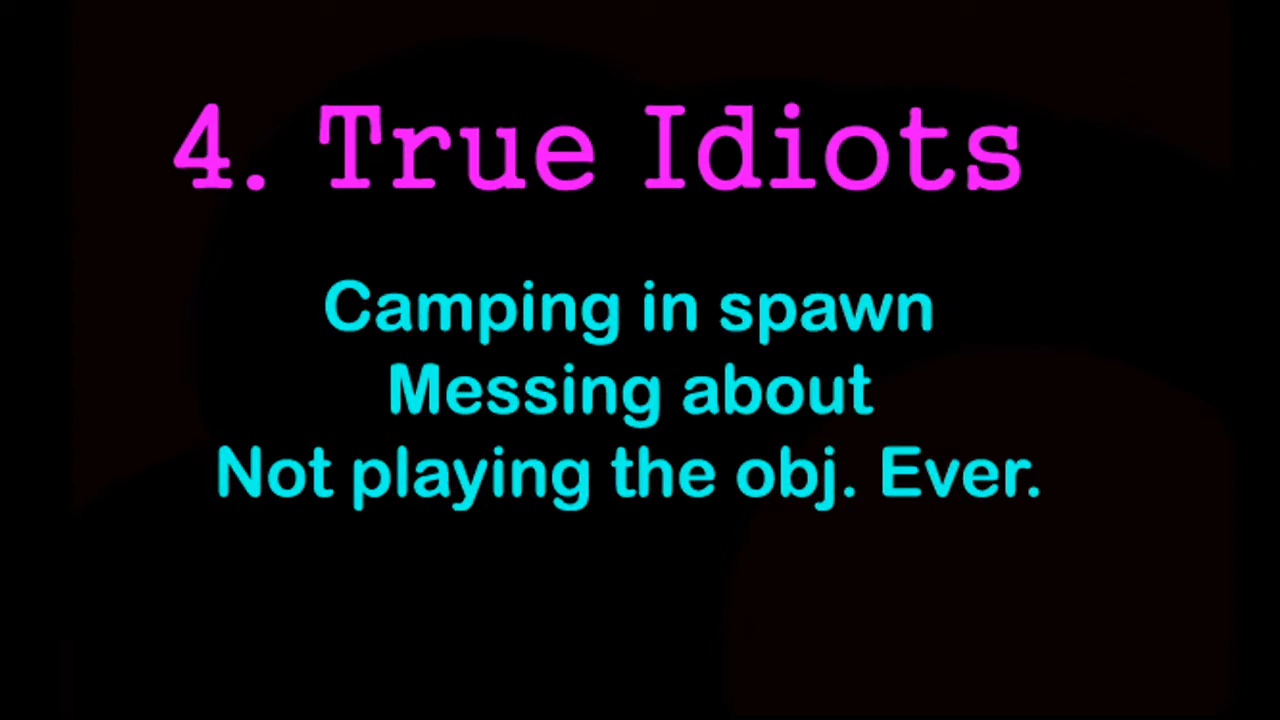 4. True Idiots
Camping in spawn
Messing about
Not playing the obj. Ever.